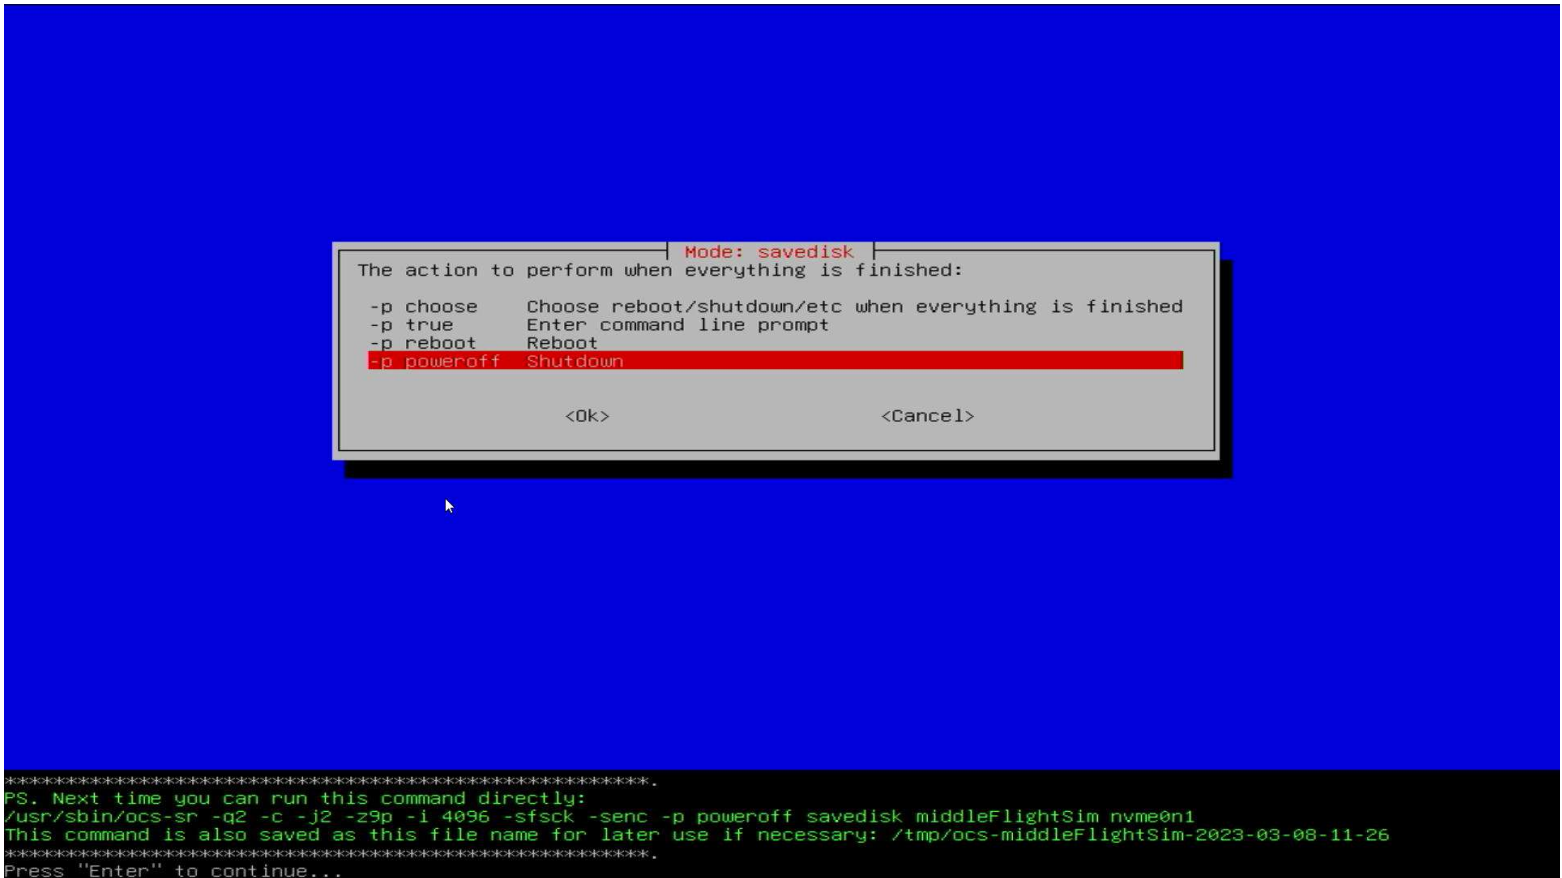 Mode: savedisk
The action to perform when everything is finished:
-p choose Choose reboot/shutdown/etc when everything is finished
-p true Enter command line prompt
-p reboot Reboot
-p poweroff Shutdown
<Ok> <Cancel>
*****************************************************.
PS. Next time you can run this command directly:
/usr/sbin/ocs-sr -q2 -c -j2 -z9p -i 4096 -sfsck -senc -p poweroff savedisk middleFlightSim nvme0n1
This command is also saved as this file name for later use if necessary: /tmp/ocs-middleFlightSim-2023-03-08-11-26
*****************************************************.
Press "Enter" to continue...